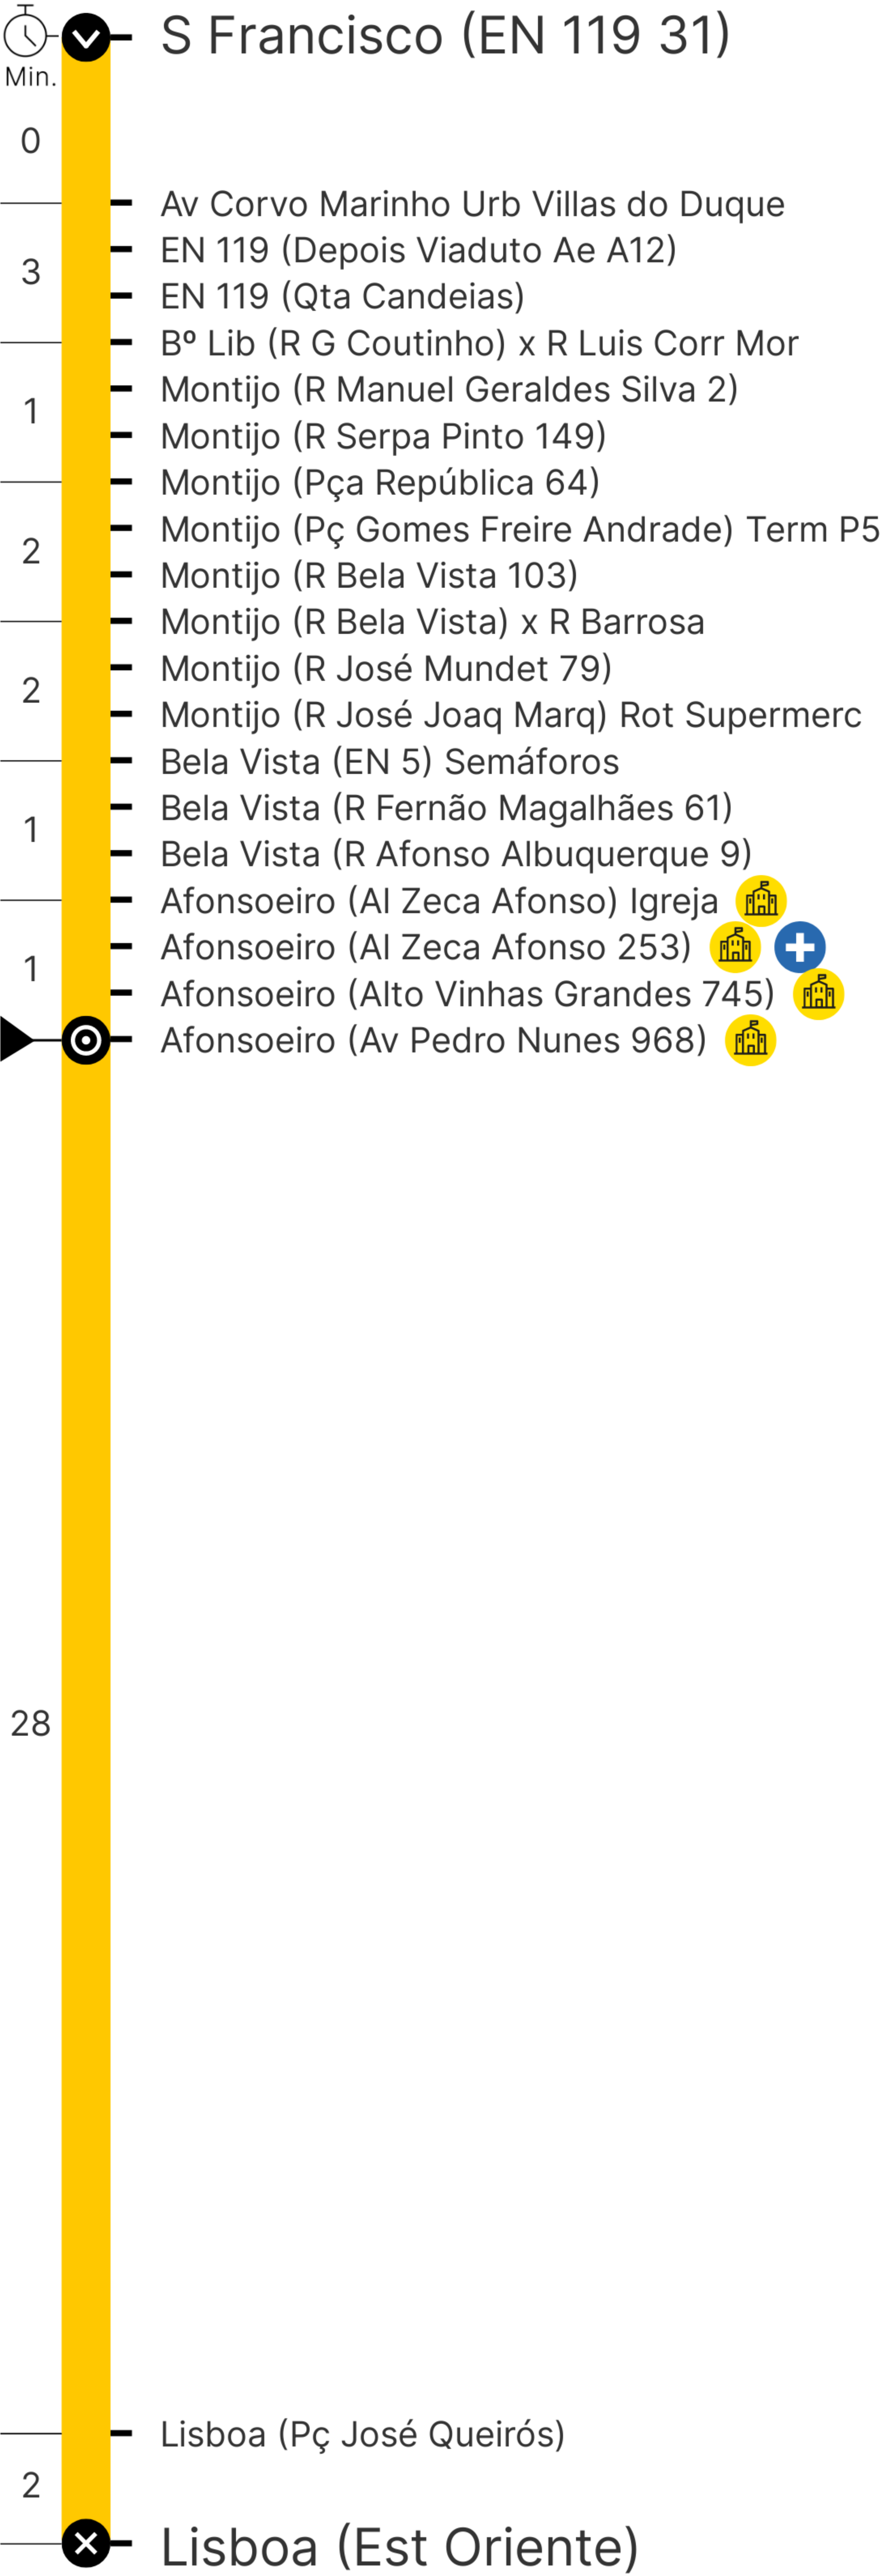 S Francisco (EN 119 31)
Min.
0
Av Corvo Marinho Urb Villas do Duque
EN 119 (Depois Viaduto Ae A12)
3
EN 119 (Qta Candeias)
Bº Lib (R G Coutinho) x R Luis Corr Mor
Montijo (R Manuel Geraldes Silva 2)
1
Montijo (R Serpa Pinto 149)
Montijo (Pça República 64)
Montijo (Pç Gomes Freire Andrade) Term P5
2
Montijo (R Bela Vista 103)
Montijo (R Bela Vista) x R Barrosa
Montijo (R José Mundet 79)
2
Montijo (R José Joaq Marq) Rot Supermerc
Bela Vista (EN 5) Semáforos
Bela Vista (R Fernão Magalhães 61)
1
Bela Vista (R Afonso Albuquerque 9)
Afonsoeiro (Al Zeca Afonso) Igreja
Afonsoeiro (Al Zeca Afonso 253)
1
Afonsoeiro (Alto Vinhas Grandes 745)
Afonsoeiro (Av Pedro Nunes 968)
28
Lisboa (Pç José Queirós)
2
Lisboa (Est Oriente)